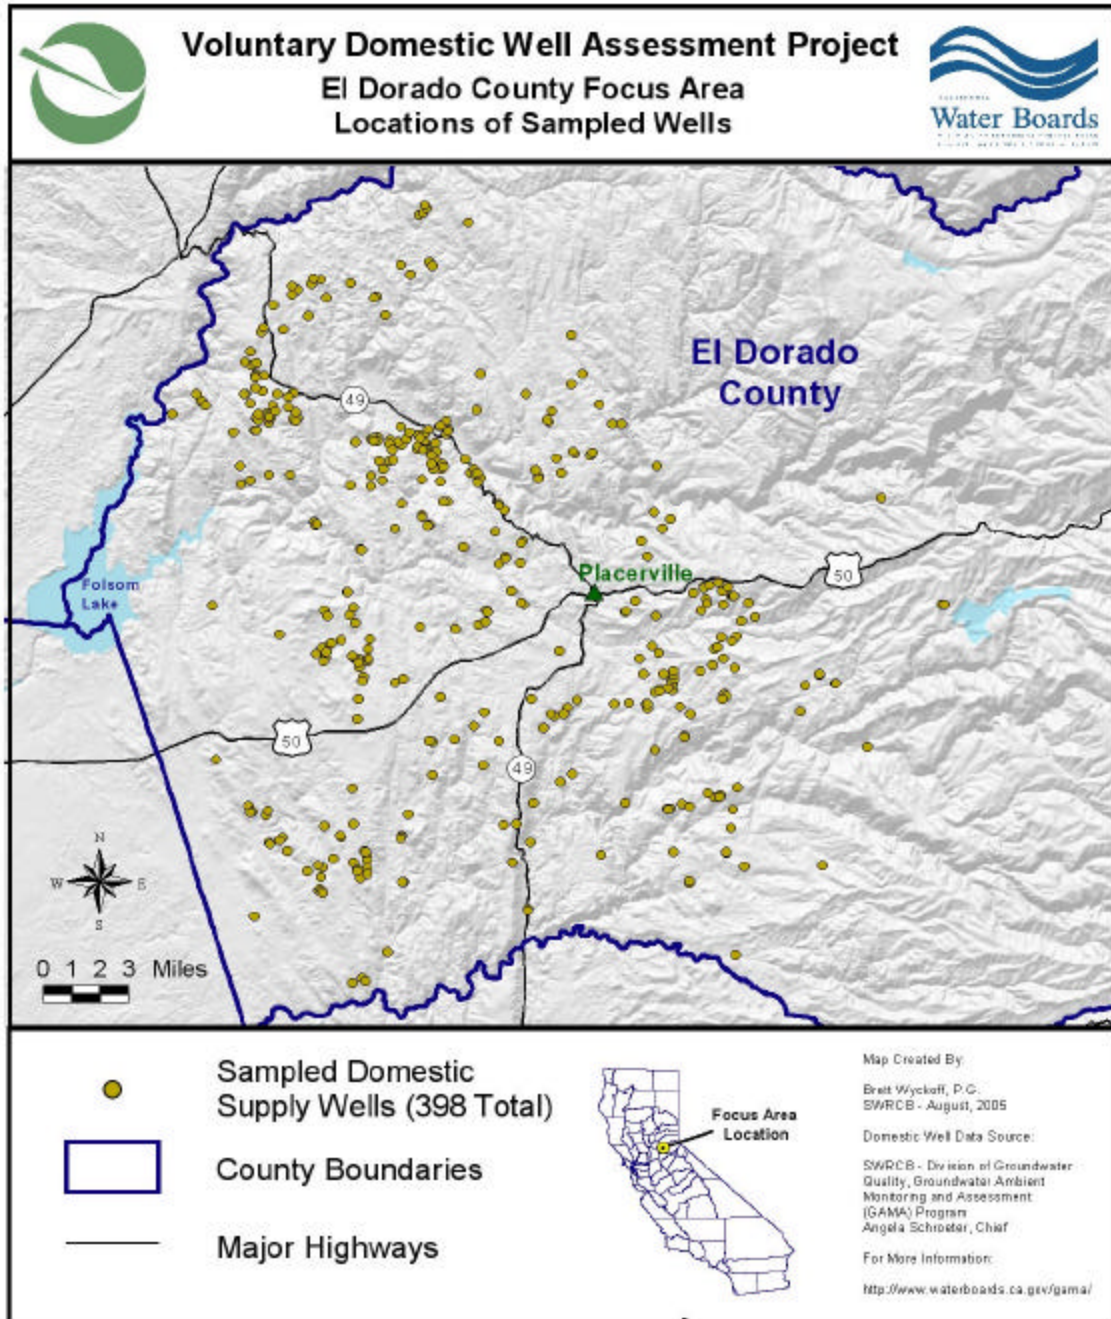 Voluntary Domestic Well Assessment Project
El Dorado County Focus Area
Locations of Sampled Wells
CALIFORNIA
Water Boards
El Dorado
County
49
Placerville
50
Folsom
Lake
50
49
N
W E
S
0 1 2 3 Miles
Sampled Domestic
Supply Wells (398 Total)
County Boundaries
Major Highways
Focus Area
Location
Map Created By:
Brett Wyckoff, P.G.
SWRCB - August, 2005
Domestic Well Data Source:
SWRCB - Division of Groundwater
Quality, Groundwater Ambient
Monitoring and Assessment
(GAMA) Program
Angela Schroeter, Chief
For More Information:
http://www.waterboards.ca.gov/gama/